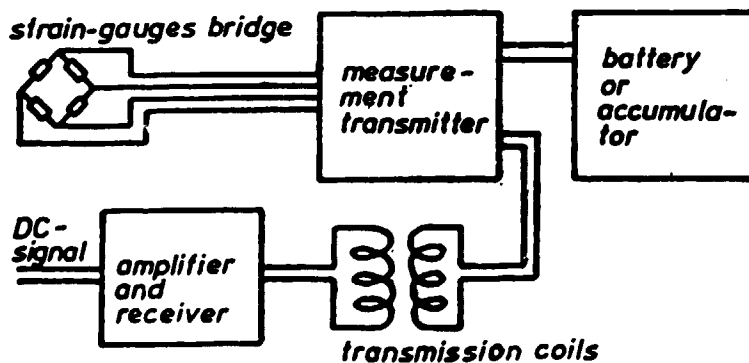 strain-gauges bridge
measure-
ment
transmitter
battery
or
accumula-
tor
DC-
signal
amplifier
and
receiver
transmission coils